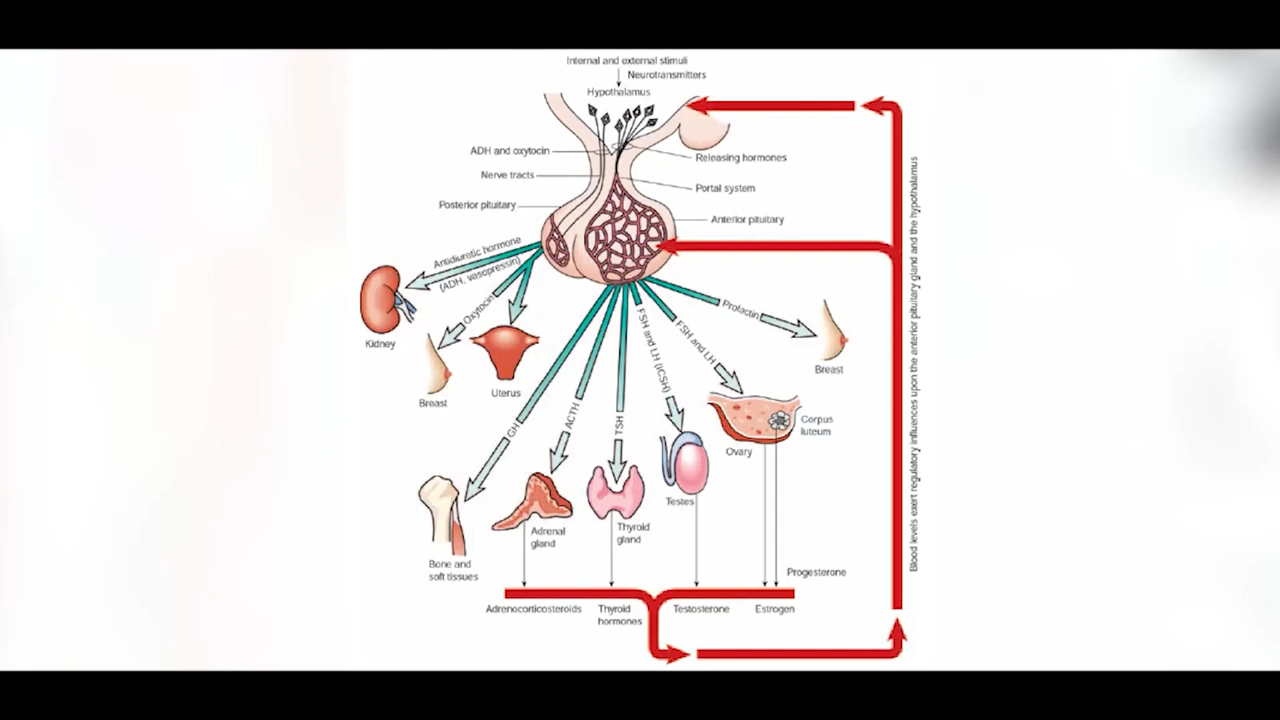 Internal and external stimuli
Neurotransmitters
Hypothalamus
ADH and oxytocin
Releasing hormones
Nerve tracts
Portal system
Posterior pituitary
Anterior pituitary
Antidiuretic hormone
(ADH, vasopressin)
Oxytocin
Kidney
Breast
Uterus
GH
ACTH
TSH
FSH and LH (ICSH)
FSH and LH
Prolactin
Breast
Corpus
luteum
Ovary
Testes
Thyroid
gland
Adrenal
gland
Bone and
soft tissues
Progesterone
Adrenocorticosteroids
Thyroid
hormones
Testosterone
Estrogen
Blood levels exert regulatory influences upon the anterior pituitary gland and the hypothalamus